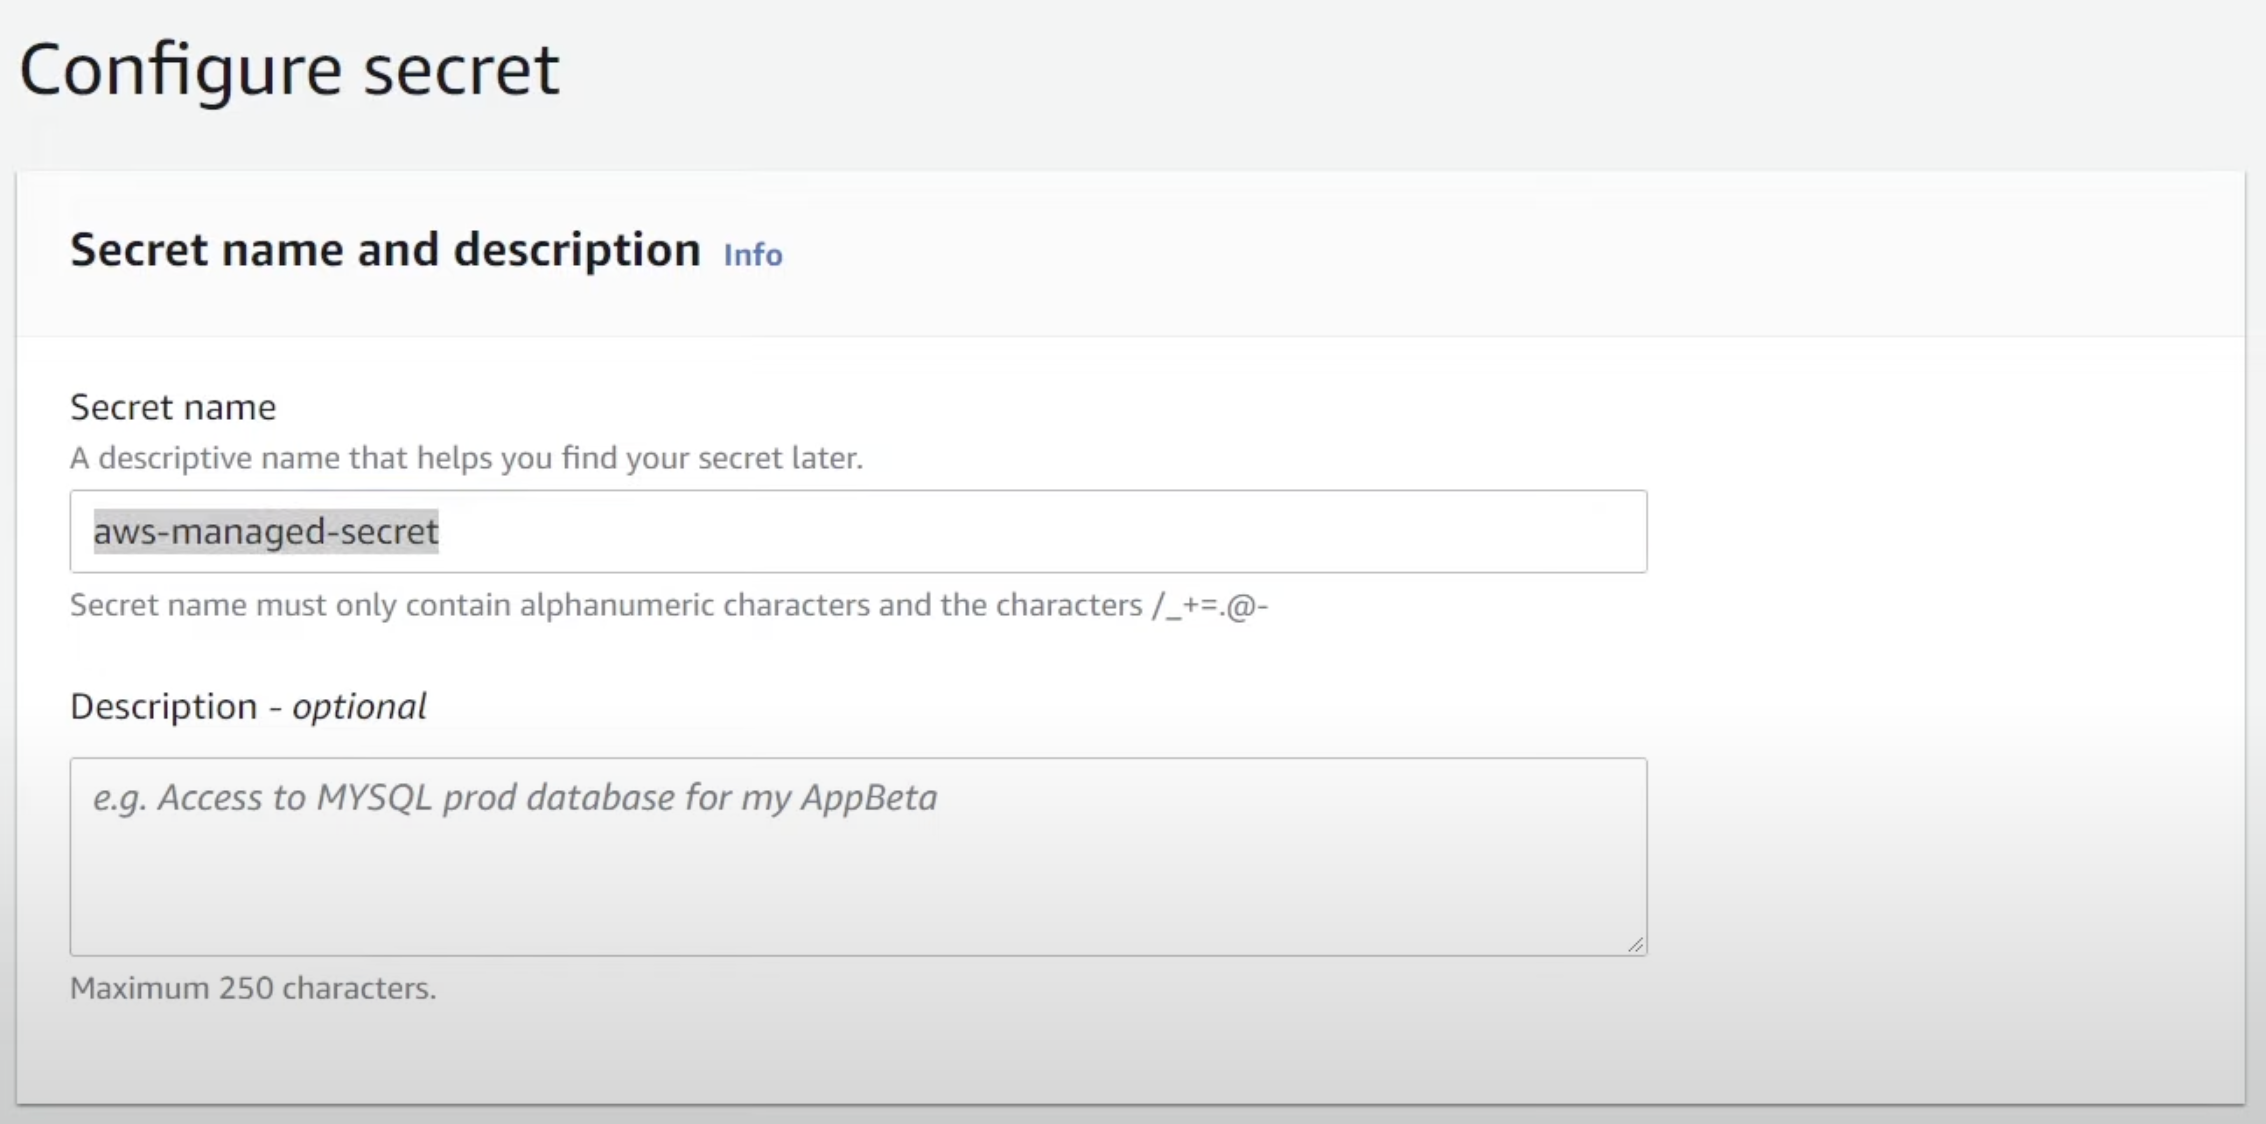 Configure secret
Secret name and description Info
Secret name
A descriptive name that helps you find your secret later.
aws-managed-secret
Secret name must only contain alphanumeric characters and the characters /_+=.@-
Description - optional
e.g. Access to MYSQL prod database for my AppBeta
Maximum 250 characters.